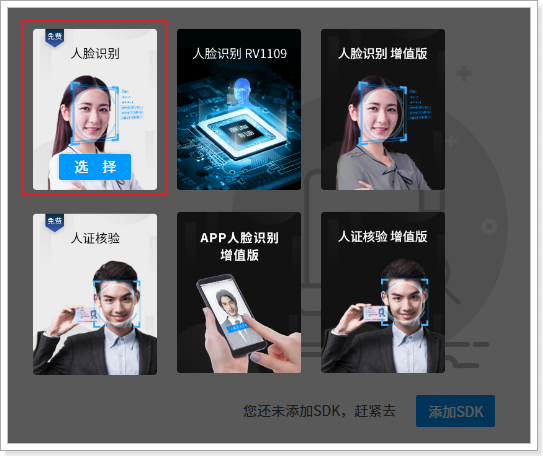 免费
人脸识别
选 择
人脸识别 RV1109
人脸识别 增值版
免费
人证核验
APP人脸识别
增值版
人证核验 增值版
您还未添加SDK，赶紧去
添加SDK